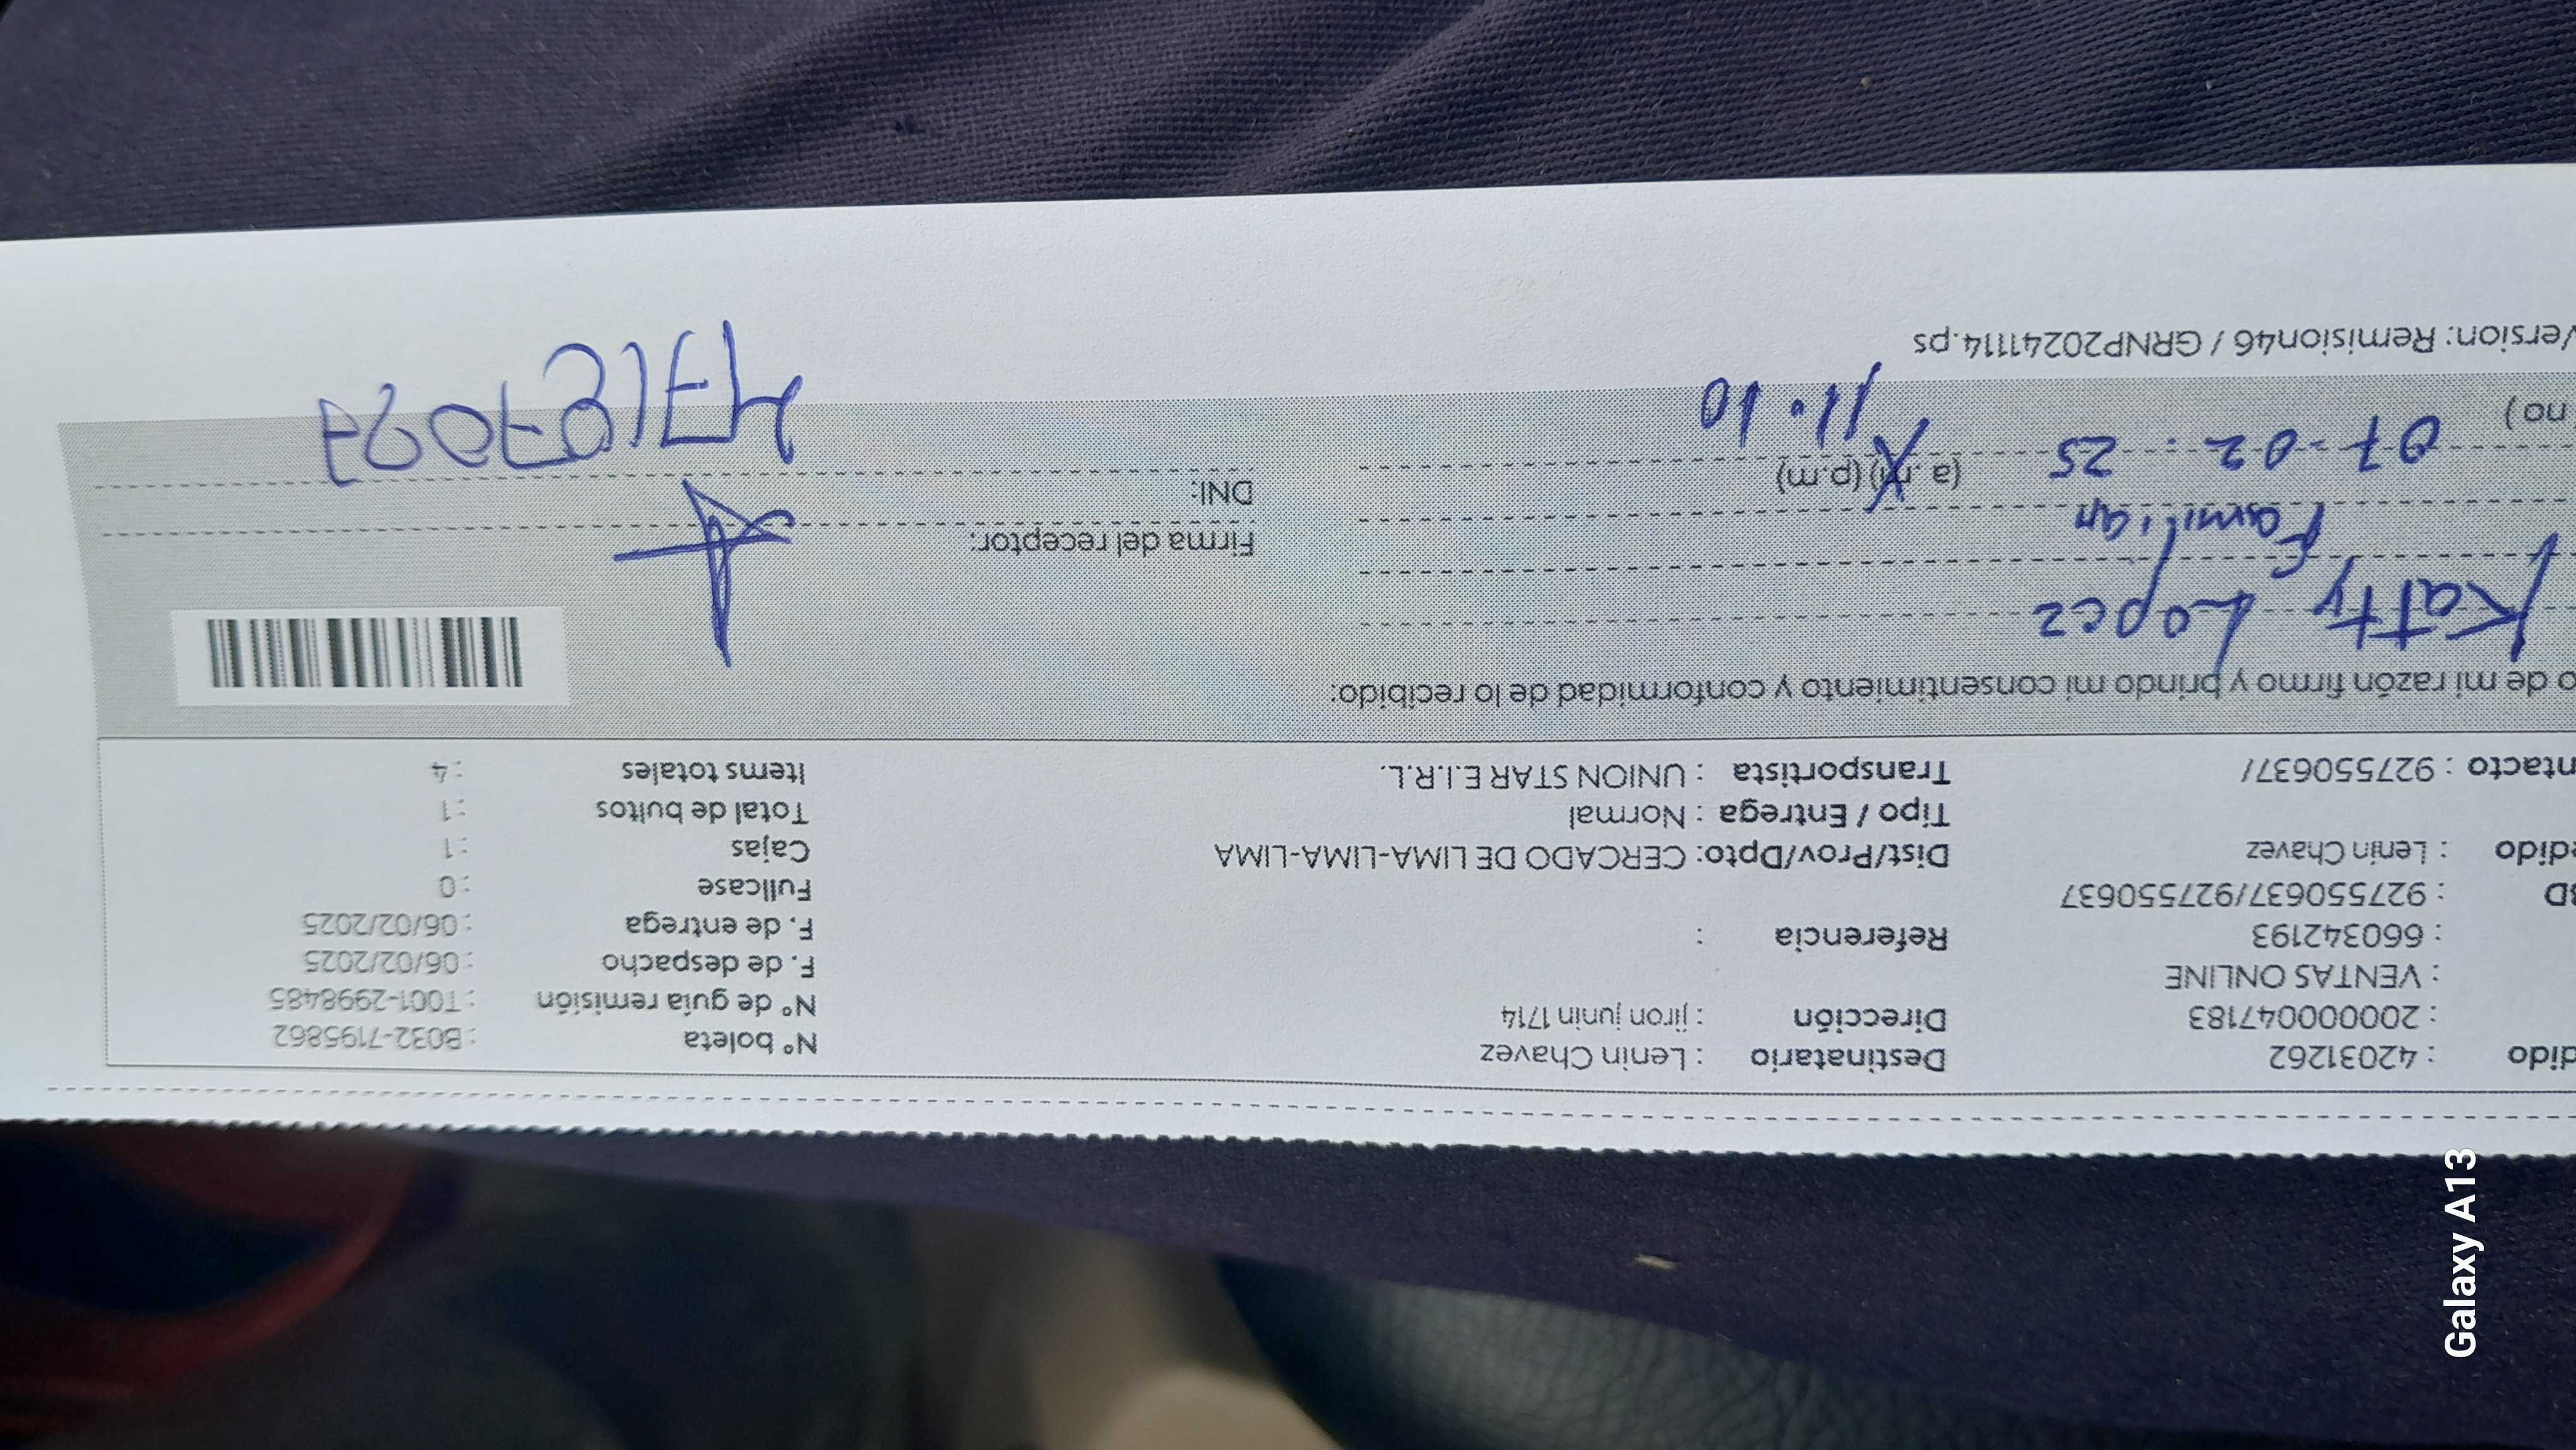 dido : 42031262 Destinatario : Lenin Chavez Nº boleta : B032-7195862
: 20000047183 Dirección : jiron junin 1714 Nº de guía remisión : T001-2998485
: VENTAS ONLINE F. de despacho : 06/02/2025
: 660342193 Referencia : F. de entrega : 06/02/2025
: 927550637/927550637 Fullcase : 0
edido : Lenin Chavez Dist/Prov/Dpto: CERCADO DE LIMA-LIMA-LIMA Cajas : 1
Tipo / Entrega : Normal Total de bultos : 1
ntacto : 927550637/ Transportista : UNION STAR E.I.R.L. Items totales : 4
o de mi razón firmo y brindo mi consentimiento y conformidad de lo recibido:
Katty Lopez
Familiar Firma del receptor:
07-02-25 (a.m) (p.m) 11:10 DNI:
no)
Version: Remision46 / GRNP20241114.ps
Galaxy A13